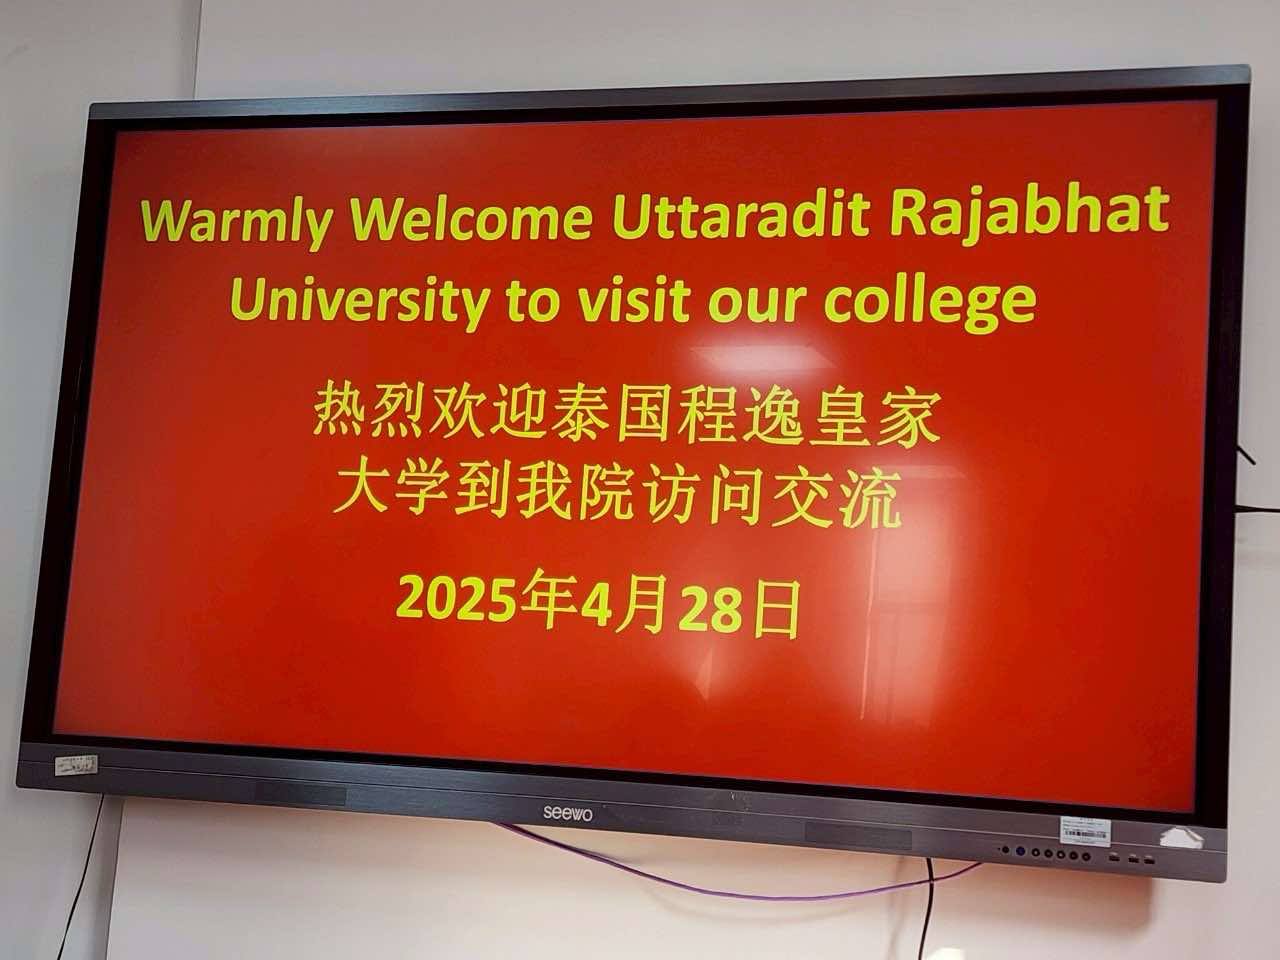 Warmly Welcome Uttaradit Rajabhat
University to visit our college
热烈欢迎泰国程逸皇家
大学到我院访问交流
2025年4月28日
seewo